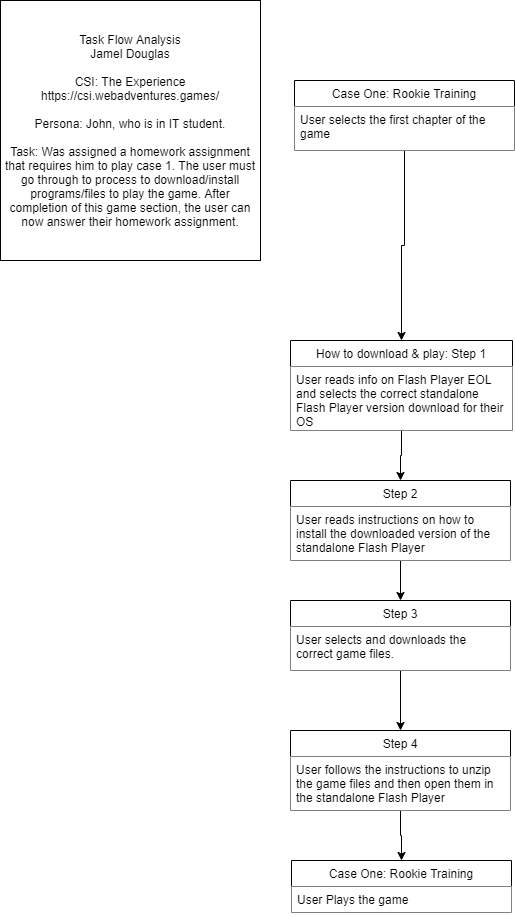 Task Flow Analysis
Jamel Douglas
CSI: The Experience
https://csi.webadventures.games/
Persona: John, who is in IT student.
Task: Was assigned a homework assignment
that requires him to play case 1. The user must
go through to process to download/install
programs/files to play the game. After
completion of this game section, the user can
now answer their homework assignment.
Case One: Rookie Training
User selects the first chapter of the
game
How to download & play: Step 1
User reads info on Flash Player EOL
and selects the correct standalone
Flash Player version download for their
OS
Step 2
User reads instructions on how to
install the downloaded version of the
standalone Flash Player
Step 3
User selects and downloads the
correct game files.
Step 4
User follows the instructions to unzip
the game files and then open them in
the standalone Flash Player
Case One: Rookie Training
User Plays the game